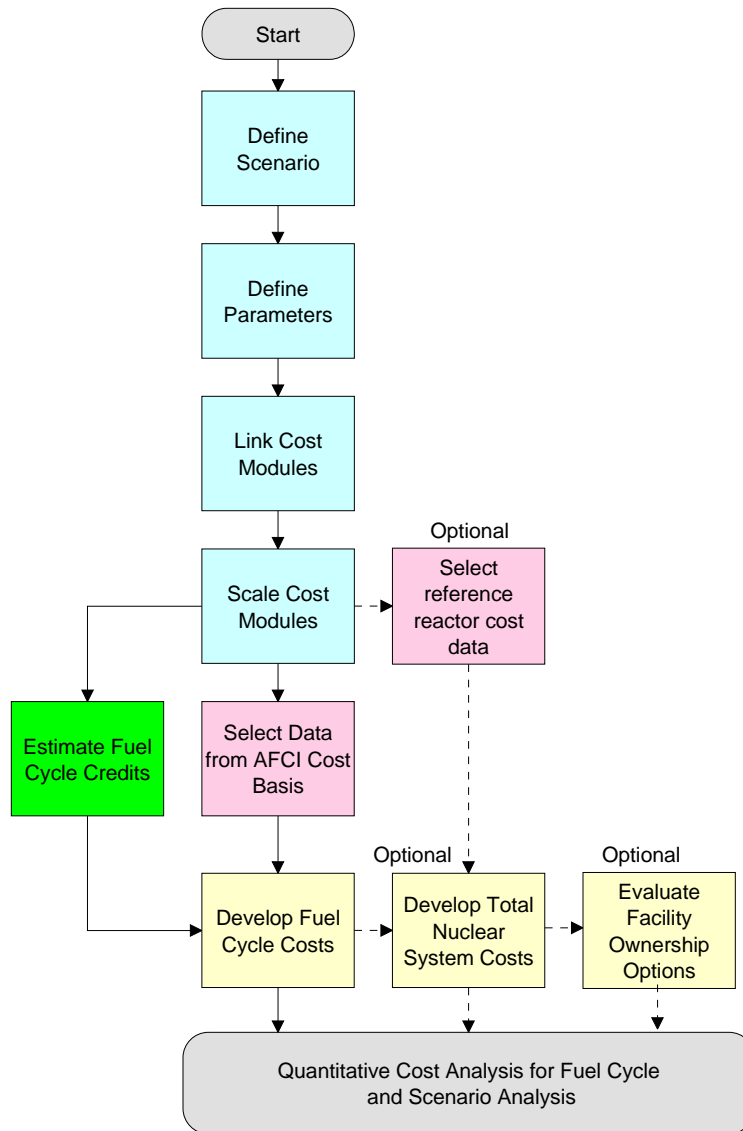 Start
Define
Scenario
Define
Parameters
Link Cost
Modules
Optional
Scale Cost
Modules
Select
reference
reactor cost
data
Estimate Fuel
Cycle Credits
Select Data
from AFCI Cost
Basis
Optional
Optional
Develop Fuel
Cycle Costs
Develop Total
Nuclear
System Costs
Evaluate
Facility
Ownership
Options
Quantitative Cost Analysis for Fuel Cycle
and Scenario Analysis